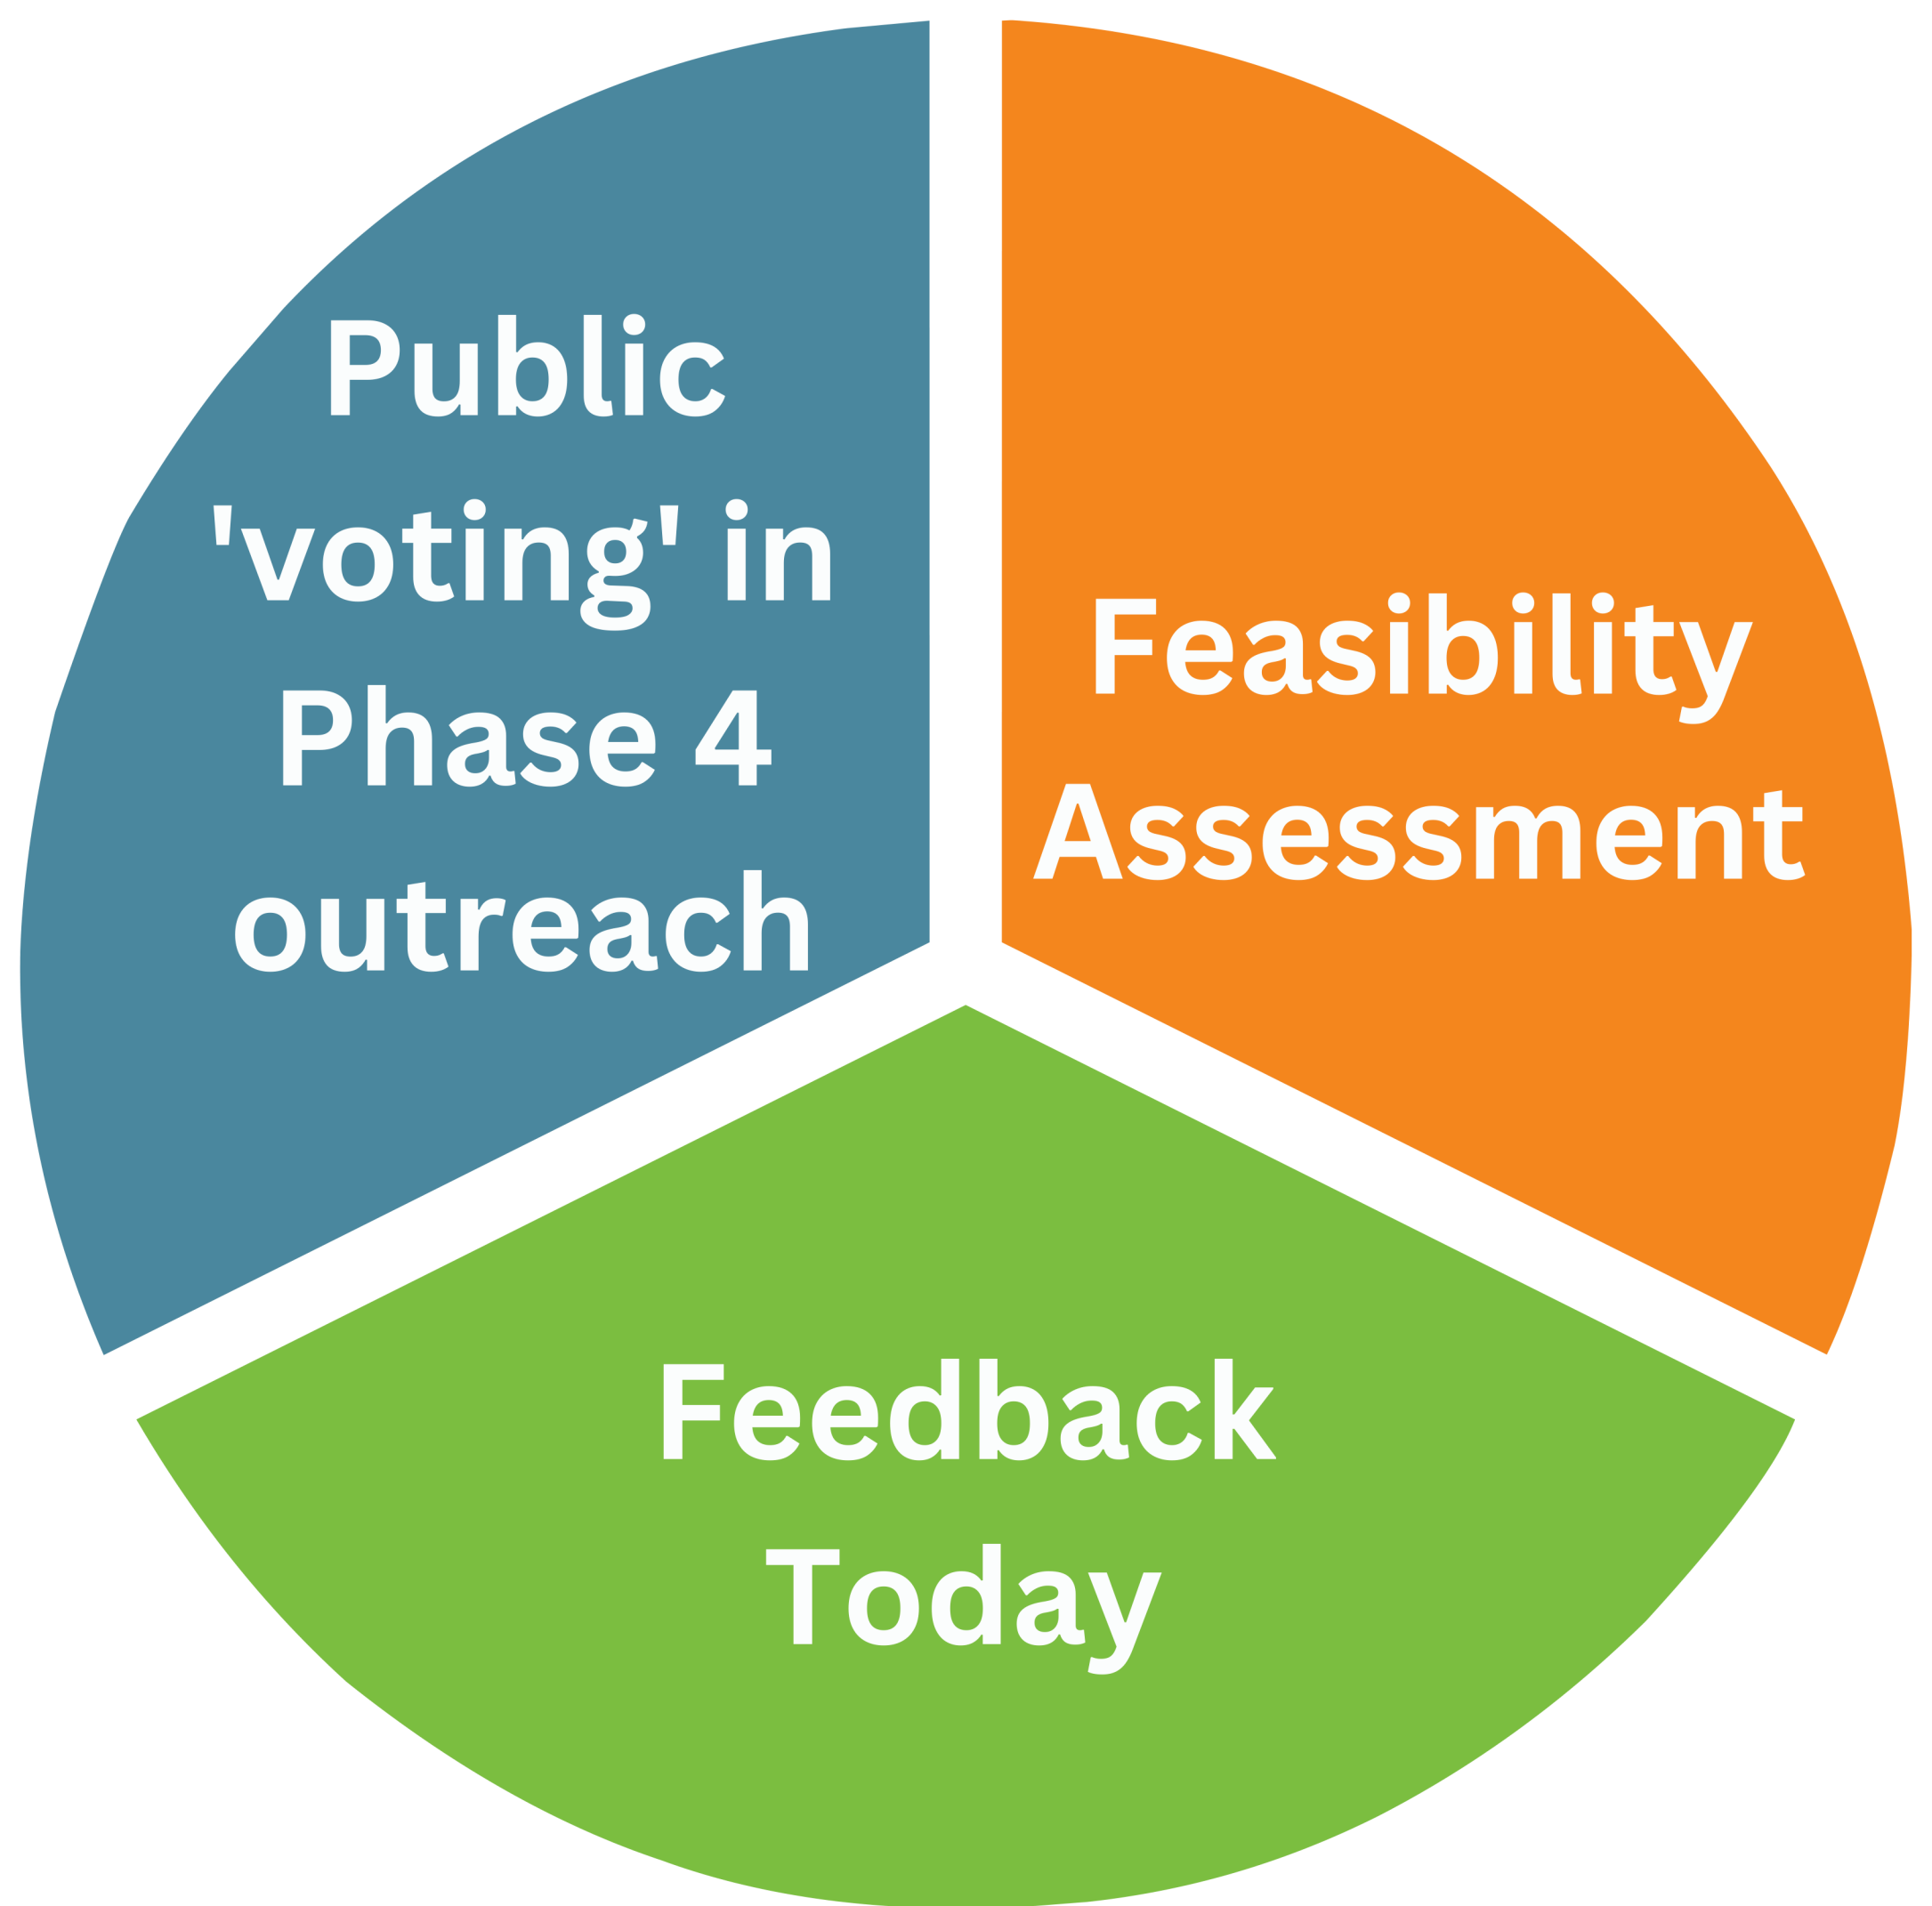 Public
'voting' in
Phase 4
outreach
Feasibility
Assessment
Feedback
Today